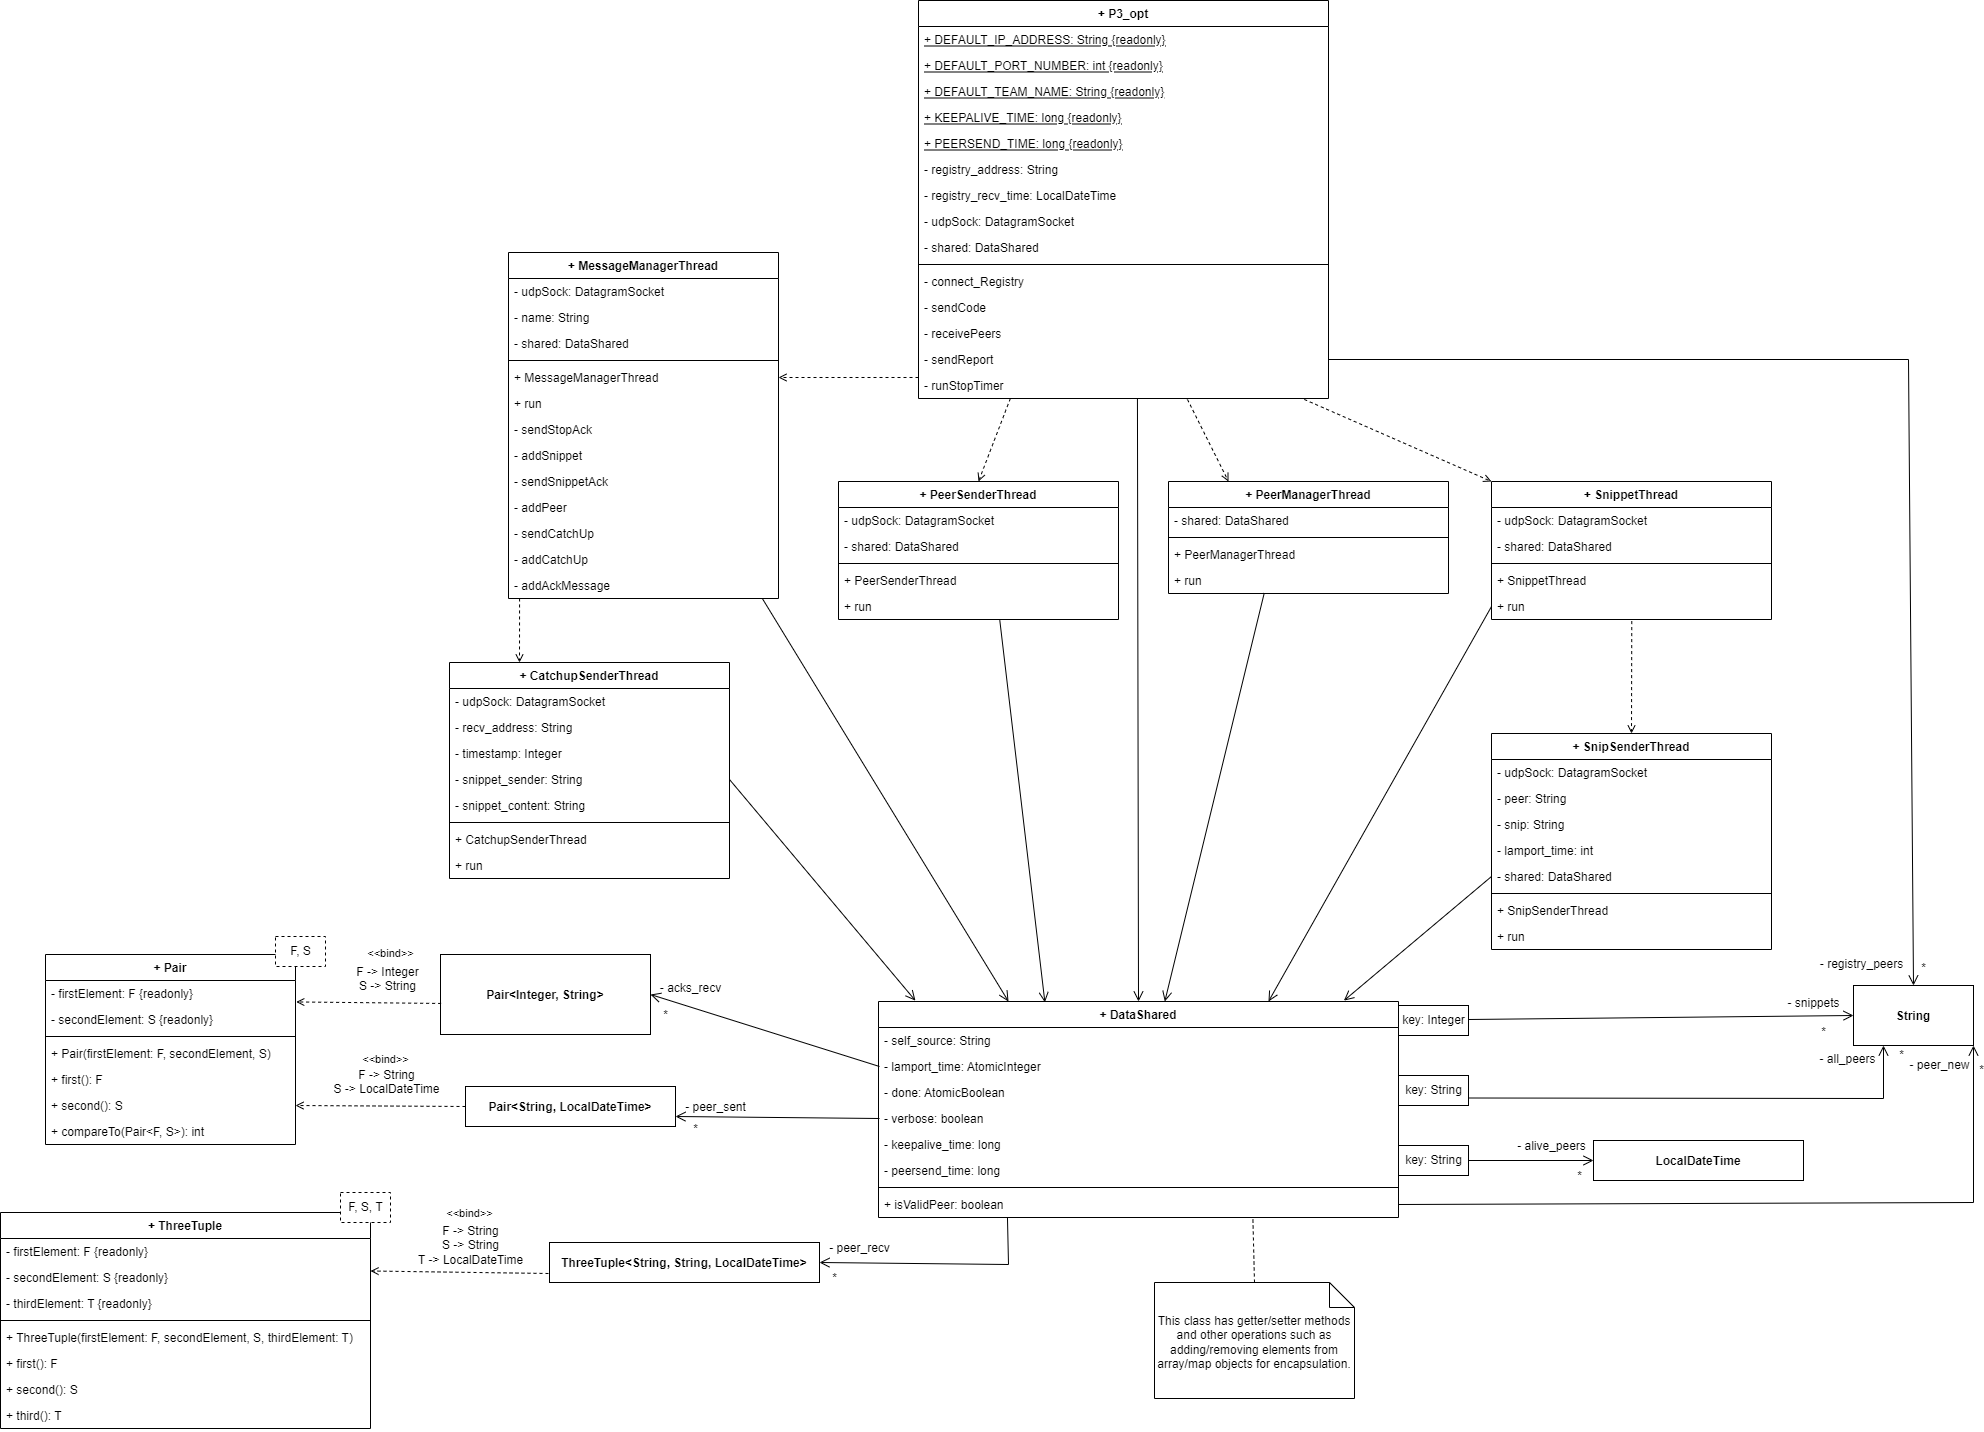 + P3_opt
+ DEFAULT_IP_ADDRESS: String {readonly}
+ DEFAULT_PORT_NUMBER: int {readonly}
+ DEFAULT_TEAM_NAME: String {readonly}
+ KEEPALIVE_TIME: long {readonly}
+ PEERSEND_TIME: long {readonly}
- registry_address: String
- registry_recv_time: LocalDateTime
- udpSock: DatagramSocket
- shared: DataShared
- connect_Registry
- sendCode
- receivePeers
- sendReport
- runStopTimer
+ MessageManagerThread
- udpSock: DatagramSocket
- name: String
- shared: DataShared
+ MessageManagerThread
+ run
- sendStopAck
- addSnippet
- sendSnippetAck
- addPeer
- sendCatchUp
- addCatchUp
- addAckMessage
+ PeerSenderThread
- udpSock: DatagramSocket
- shared: DataShared
+ PeerSenderThread
+ run
+ PeerManagerThread
- shared: DataShared
+ PeerManagerThread
+ run
+ SnippetThread
- udpSock: DatagramSocket
- shared: DataShared
+ SnippetThread
+ run
+ CatchupSenderThread
- udpSock: DatagramSocket
- recv_address: String
- timestamp: Integer
- snippet_sender: String
- snippet_content: String
+ CatchupSenderThread
+ run
+ SnipSenderThread
- udpSock: DatagramSocket
- peer: String
- snip: String
- lamport_time: int
- shared: DataShared
+ SnipSenderThread
+ run
F, S
+ Pair
- firstElement: F {readonly}
- secondElement: S {readonly}
+ Pair(firstElement: F, secondElement, S)
+ first(): F
+ second(): S
+ compareTo(Pair<F, S>): int
<<bind>>
F -> Integer
S -> String
Pair<Integer, String>
- acks_recv
*
<<bind>>
F -> String
S -> LocalDateTime
Pair<String, LocalDateTime>
- peer_sent
*
+ DataShared
- self_source: String
- lamport_time: AtomicInteger
- done: AtomicBoolean
- verbose: boolean
- keepalive_time: long
- peersend_time: long
+ isValidPeer: boolean
key: Integer
key: String
key: String
- registry_peers
*
- snippets
*
String
- all_peers
*
- peer_new
*
- alive_peers
*
LocalDateTime
F, S, T
+ ThreeTuple
- firstElement: F {readonly}
- secondElement: S {readonly}
- thirdElement: T {readonly}
+ ThreeTuple(firstElement: F, secondElement, S, thirdElement: T)
+ first(): F
+ second(): S
+ third(): T
<<bind>>
F -> String
S -> String
T -> LocalDateTime
ThreeTuple<String, String, LocalDateTime>
- peer_recv
*
This class has getter/setter methods
and other operations such as
adding/removing elements from
array/map objects for encapsulation.